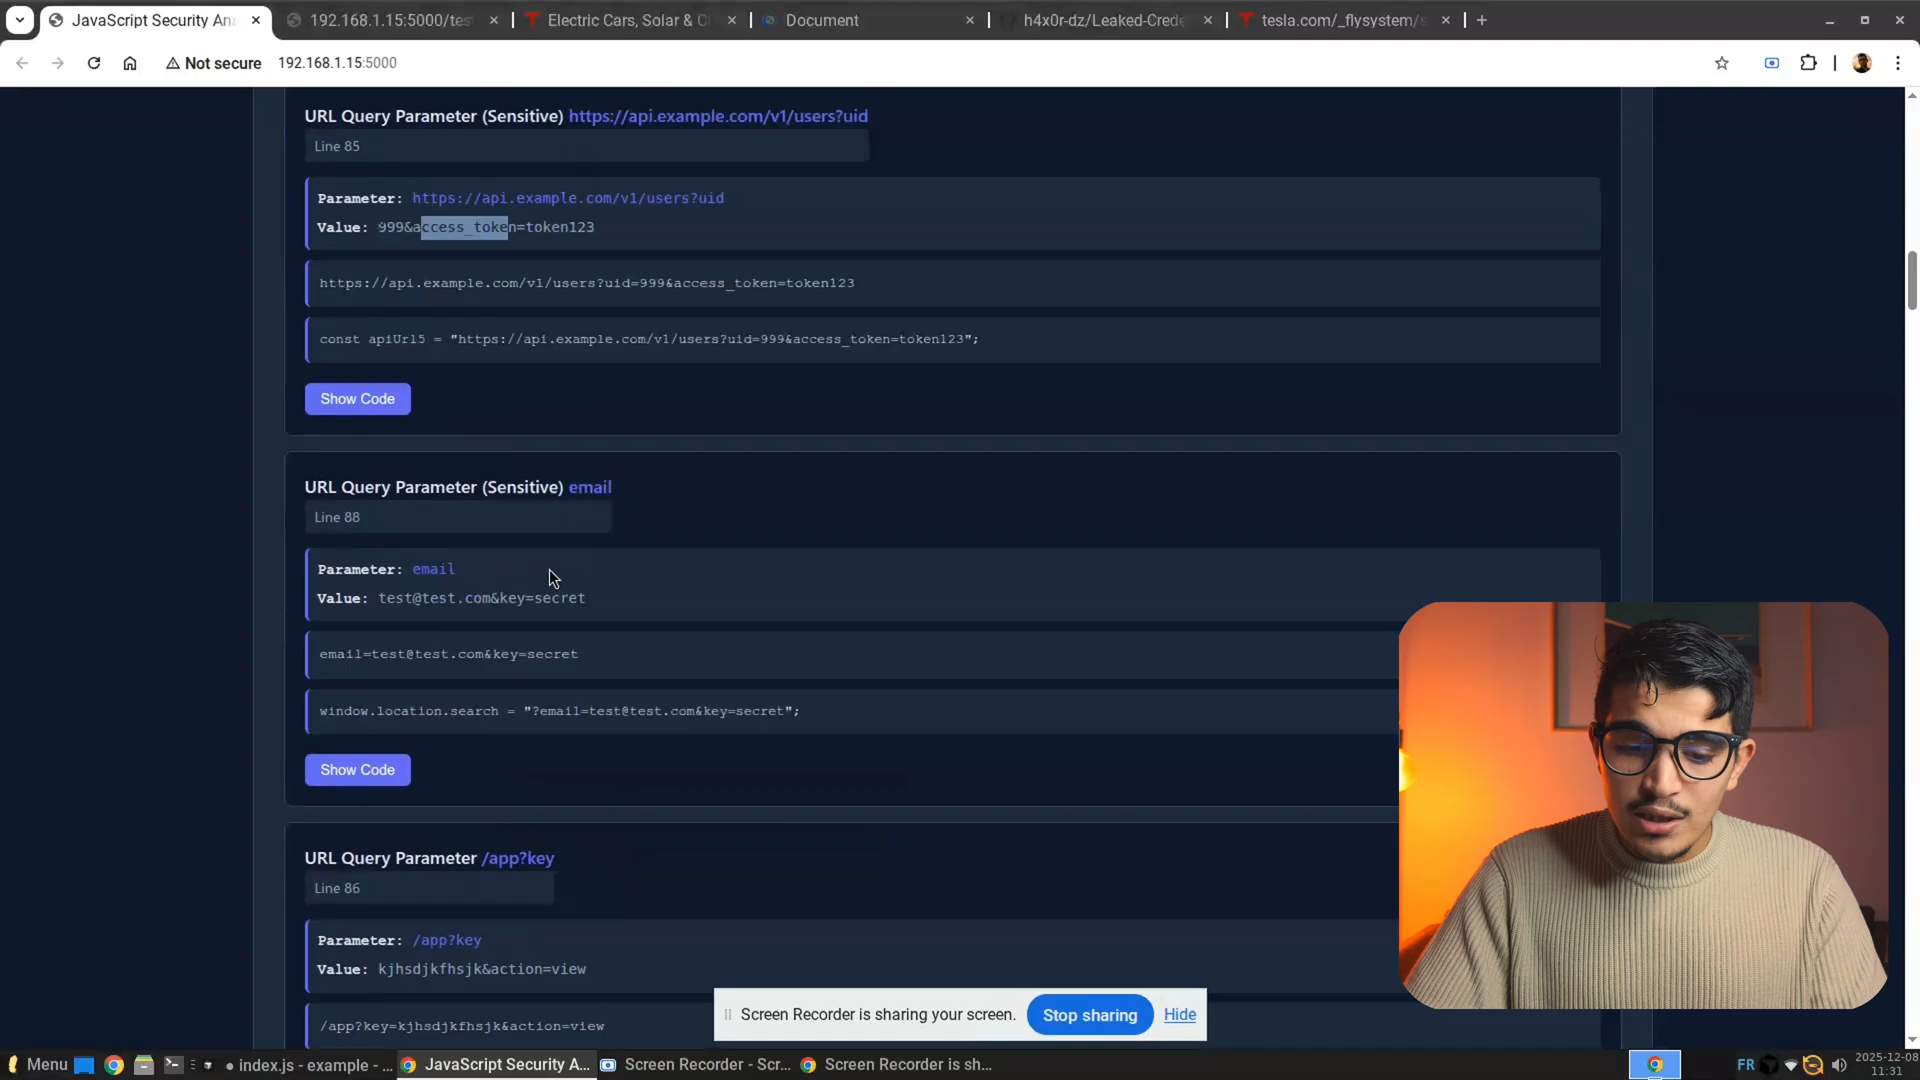 JavaScript Security An
192.168.1.15:5000/tes
Electric Cars, Solar & C
Document
h4x0r-dz/Leaked-Crede
tesla.com/_flysystem/s
Not secure
192.168.1.15:5000
URL Query Parameter (Sensitive) https://api.example.com/v1/users?uid
Line 85
Parameter: https://api.example.com/v1/users?uid
Value: 999&access_token=token123
https://api.example.com/v1/users?uid=999&access_token=token123
const apiUrl5 = "https://api.example.com/v1/users?uid=999&access_token=token123";
Show Code
URL Query Parameter (Sensitive) email
Line 88
Parameter: email
Value: test@test.com&key=secret
email=test@test.com&key=secret
window.location.search = "?email=test@test.com&key=secret";
Show Code
URL Query Parameter /app?key
Line 86
Parameter: /app?key
Value: kjhsdjkfhsjk&action=view
/app?key=kjhsdjkfhsjk&action=view
Screen Recorder is sharing your screen.
Stop sharing
Hide
Menu
index.js - example - ...
JavaScript Security A...
Screen Recorder - Scr...
Screen Recorder is sh...
FR
2025-12-08
11:31